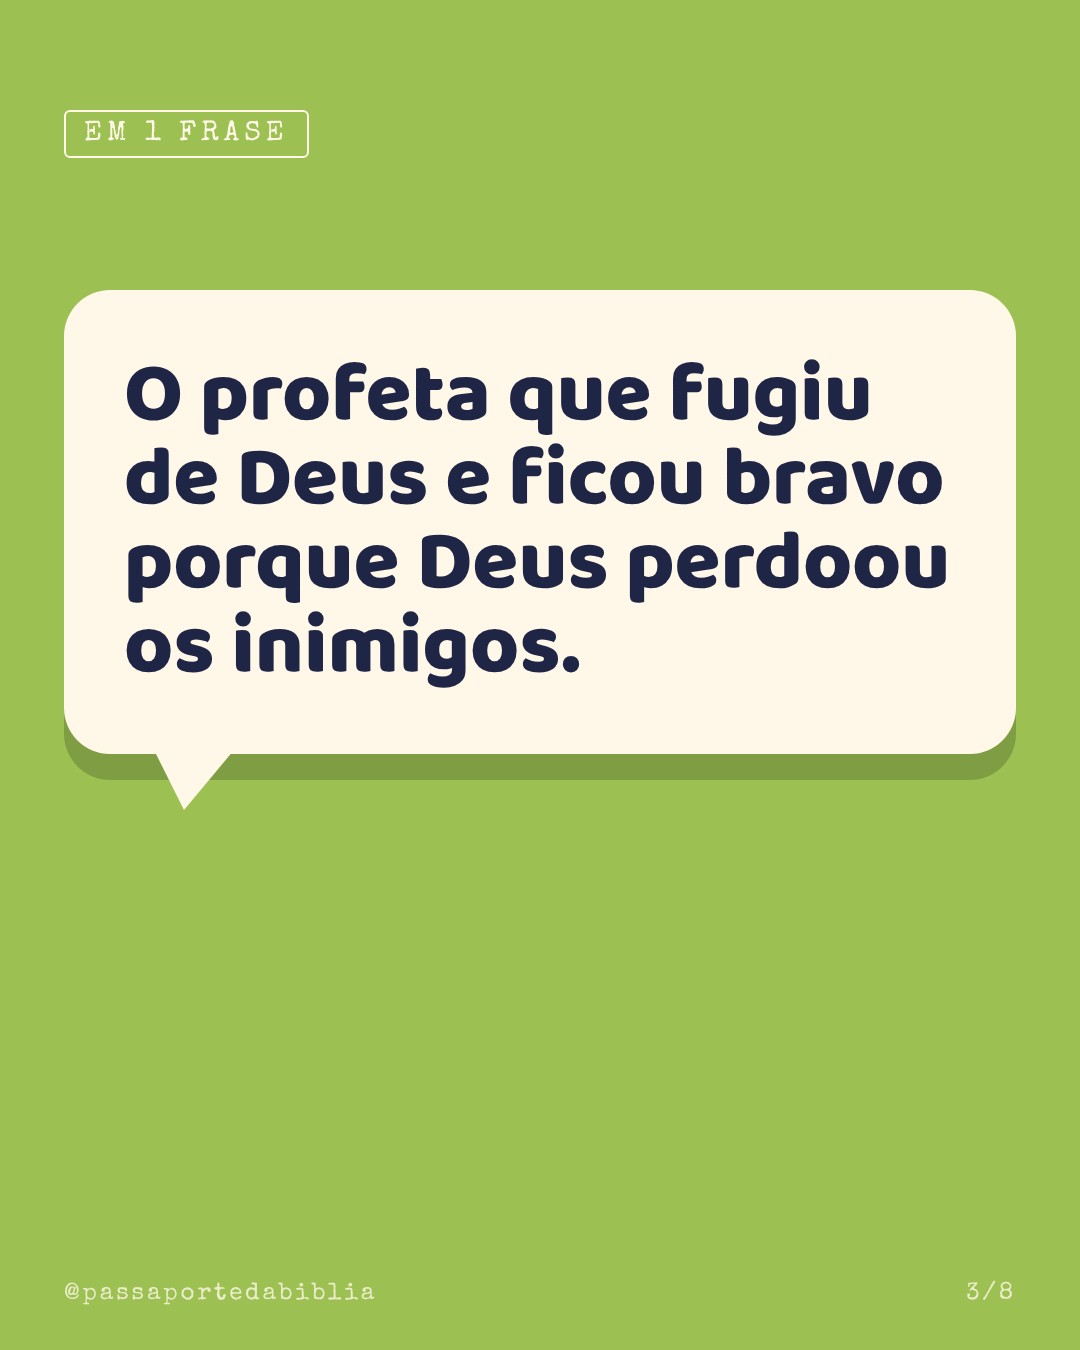 EM 1 FRASE
O profeta que fugiu
de Deus e ficou bravo
porque Deus perdoou
os inimigos.
@passaportedabiblia
3/8